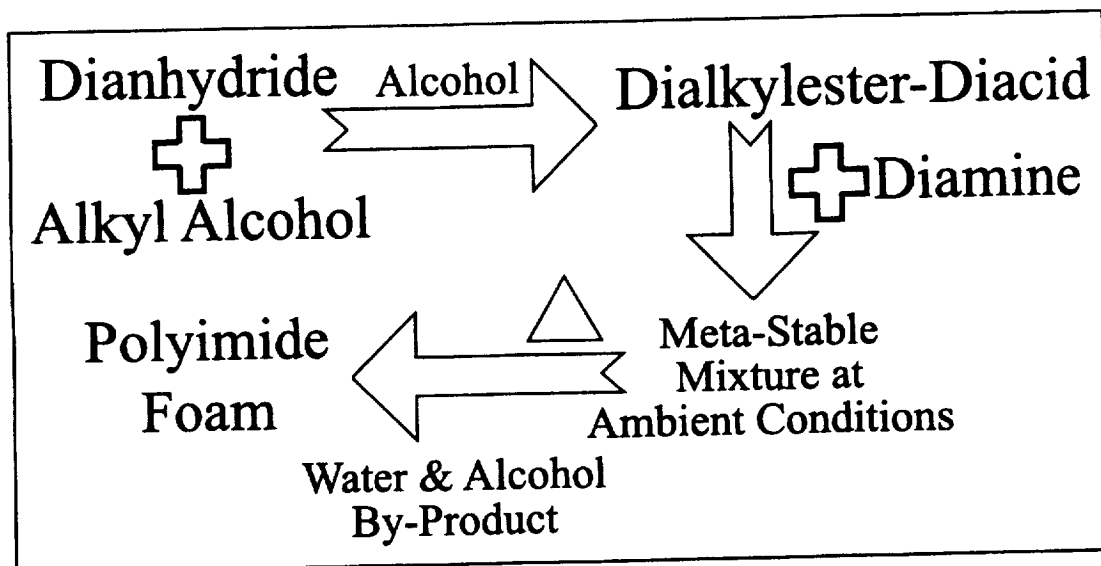 Dianhydride
Alkyl Alcohol
Alcohol
Dialkylester-Diacid
Diamine
Meta-Stable
Mixture at
Ambient Conditions
Polyimide
Foam
Water & Alcohol
By-Product